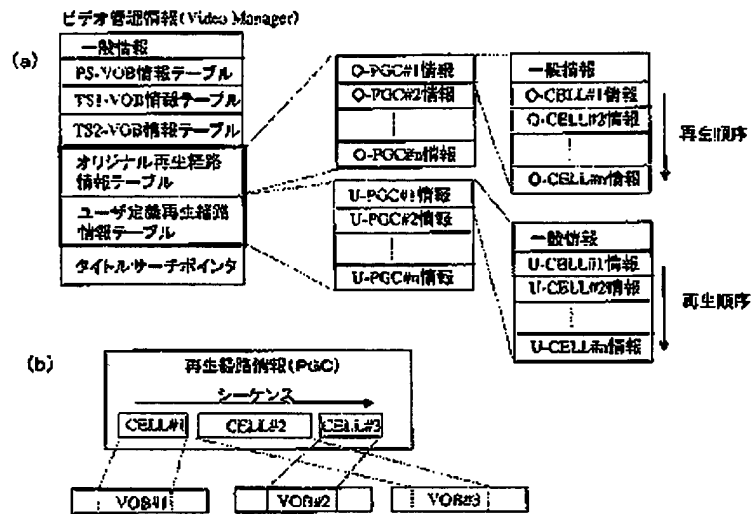 ビデオ管理情報(Video Manager)
(a)
一般情報
PS-VOB情報テーブル
TS1-VOB情報テーブル
TS2-VOB情報テーブル
オリジナル再生経路
情報テーブル
ユーザ定義再生経路
情報テーブル
タイトルサーチポインタ
O-PGC#1情報
O-PGC#2情報
O-PGC#n情報
U-PGC#1情報
U-PGC#2情報
U-PGC#n情報
一般情報
O-CELL#1情報
O-CELL#3情報
O-CELL#m情報
再生順序
一般情報
U-CELL#1情報
U-CELL#2情報
U-CELL#m情報
再生順序
(b)
再生経路情報(PGC)
シーケンス
CELL#1
CELL#2
CELL#3
VOB#1
VOB#2
VOB#3